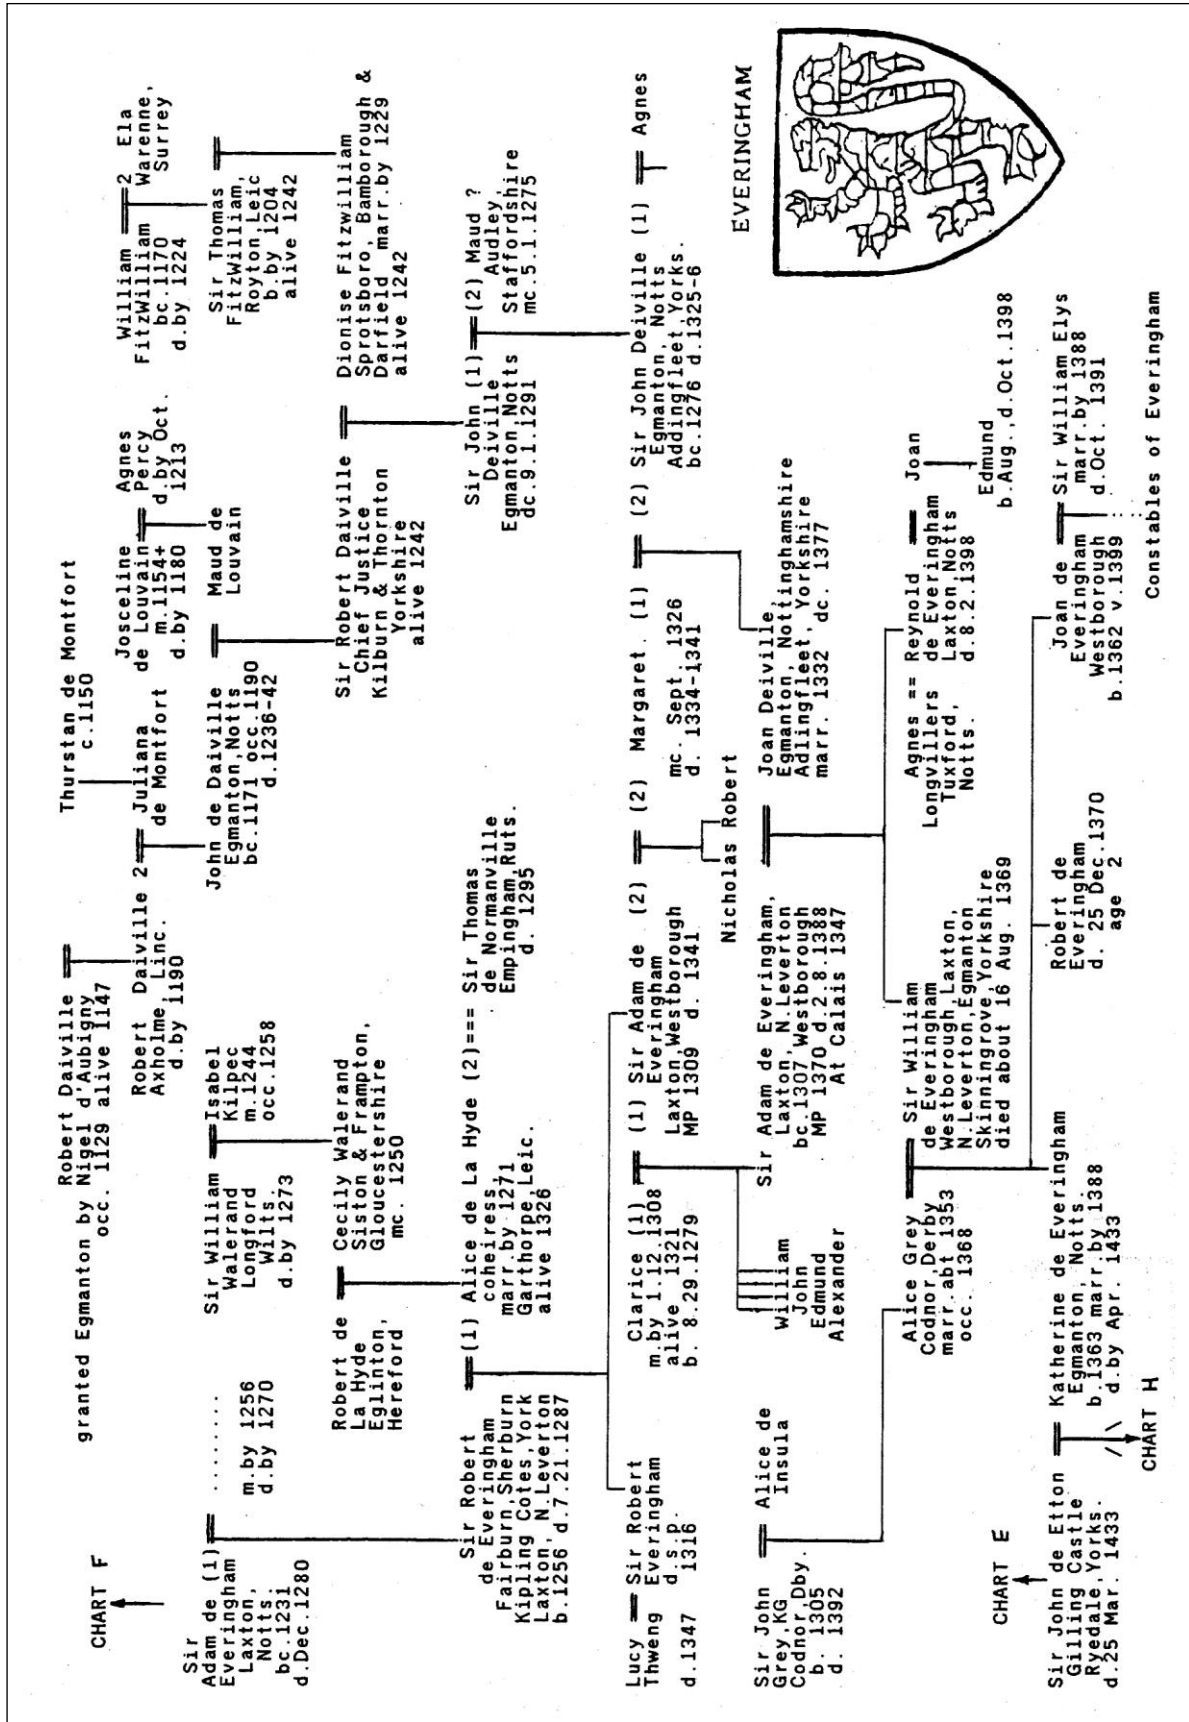 CHART F
Sir
Adam de (1)
Everingham
Laxton,
Notts.
bc.1231
d.Dec.1280
........
m.by 1256
d.by 1270
granted Egmanton by Nigel d'Aubigny
Robert Daiville
occ. 1129 alive 1147
Robert Daiville 2
Axholme, Linc.
d.by 1190
Thurstan de Montfort
c.1150
Juliana
de Montfort
Josceline
de Louvain
m.1154+
d.by 1180
Agnes
Percy
d.by Oct.
1213
William
FitzWilliam
bc.1170
d.by 1224
2 Ela
Warenne,
Surrey
Sir William
Walerand
Longford
Wilts.
d.by 1273
Isabel
Kilpec
m.1244
occ.1258
John de Daiville
Egmanton,Notts
bc.1171 occ.1190
d.1236-42
Maud de
Louvain
Sir Thomas
FitzWilliam,
Royton,Leic
b.by 1204
alive 1242
Robert de
La Hyde
Eglinton,
Hereford
Cecily Walerand
Siston & Frampton,
Gloucestershire
mc. 1250
Sir Robert Daiville
Chief Justice
Kilburn & Thornton
Yorkshire
alive 1242
Dionise Fitzwilliam
Sprotsboro, Bamborough &
Darfield marr.by 1229
alive 1242
Sir Robert
de Everingham
Fairburn,Sherburn
Kipling Cotes,York
Laxton, N.Leverton
b.1256 d.7.21.1287
(1) Alice de La Hyde (2)
coheiress,
marr.by 1271
Garthorpe,Leic.
alive 1326
Sir Thomas
de Normanville
Empingham,Ruts.
d. 1295
Sir John (1)
Deiville
Egmanton,Notts
dc.9.1.1291
(2) Maud ?
Audley,
Staffordshire
mc.5.1.1275
Lucy
Thweng
d.1347
Sir Robert
Everingham
d.s.p.
1316
Clarice (1)
m.by 1.12.1308
alive 1321
b. 8.29.1279
(1) Sir Adam de (2)
Everingham
Laxton,Westborough
MP 1309 d. 1341
(2) Margaret. (1)
mc. Sept. 1326
d. 1334-1341
(2) Sir John Deiville (1)
Egmanton, Notts
Addingfleet,Yorks.
bc.1276 d.1325-6
Agnes
Nicholas Robert
Sir John
Grey,KG
Codnor,Dby.
b. 1305
d. 1392
Alice de
Insula
William
John
Edmund
Alexander
Sir Adam de Everingham,
Laxton, N.Leverton
bc.1307 Westborough
MP 1370 d.2.8.1388
At Calais 1347
Joan Deiville,
Egmanton, Nottinghamshire
Adlingfleet, Yorkshire
marr. 1332 dc. 1377
EVERINGHAM
Alice Grey
Codnor,Derby
marr.abt 1353
occ. 1368
Sir William
de Everingham
Westborough,Laxton,
N.Leverton,Egmanton
Skinningrove,Yorkshire
died about 16 Aug. 1369
Agnes ==
Longvillers
Tuxford,
Notts.
Reynold
de Everingham
Laxton,Notts
d.8.2.1398
Joan
Edmund
b.Aug.,d.Oct.1398
CHART E
Sir John de Etton
Gilling Castle
Ryedale,Yorks.
d.25 Mar. 1433
Katherine de Everingham
Egmanton, Notts.
b.1363 marr.by 1388
d.by Apr. 1433
Robert de
Everingham
d. 25 Dec.1370
age 2
Joan de
Everingham
Westborough
b.1362 v.1399
Sir William Elys
marr.by 1388
d.Oct. 1391
CHART H
Constables of Everingham